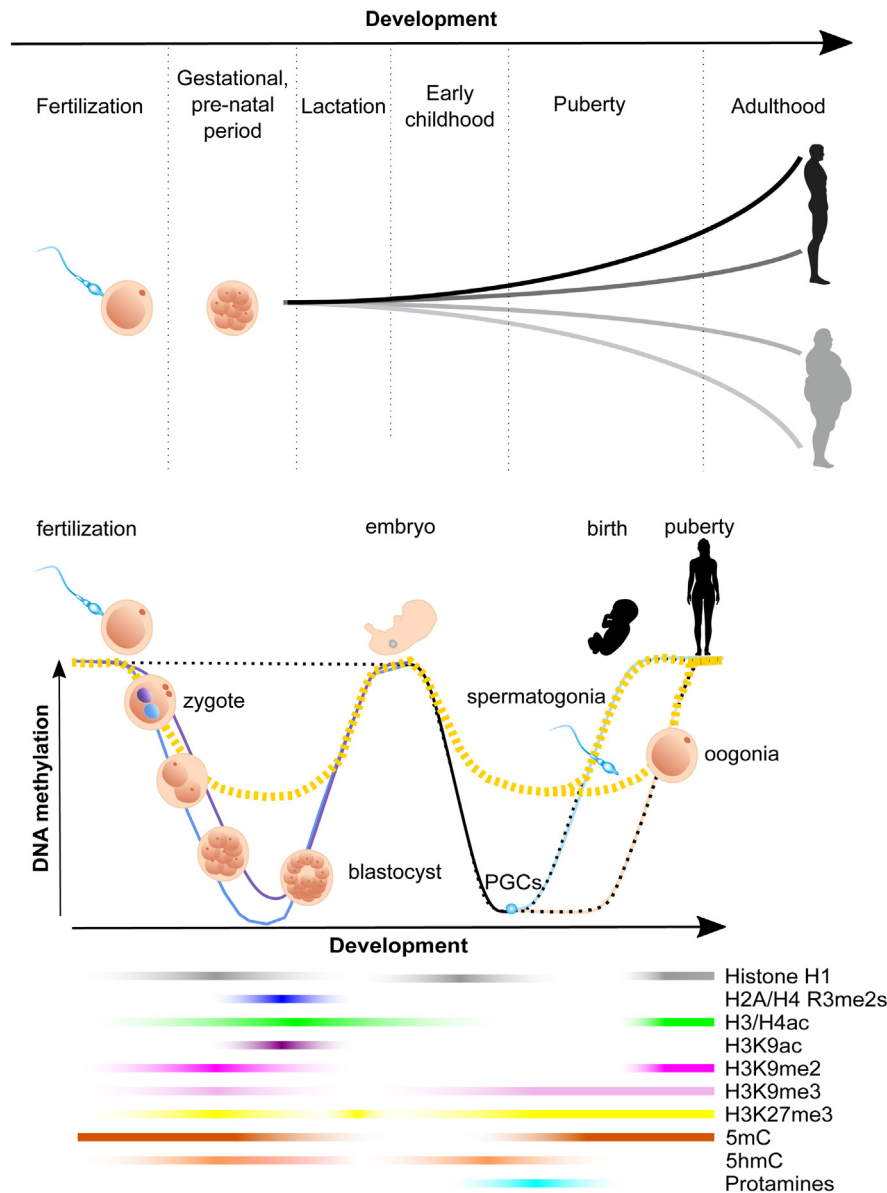 Development
Fertilization
Gestational,
pre-natal
period
Lactation
Early
childhood
Puberty
Adulthood
fertilization
embryo
birth
puberty
zygote
spermatogonia
oogonia
DNA methylation
blastocyst
PGCs
Development
Histone H1
H2A/H4 R3me2s
H3/H4ac
H3K9ac
H3K9me2
H3K9me3
H3K27me3
5mC
5hmC
Protamines